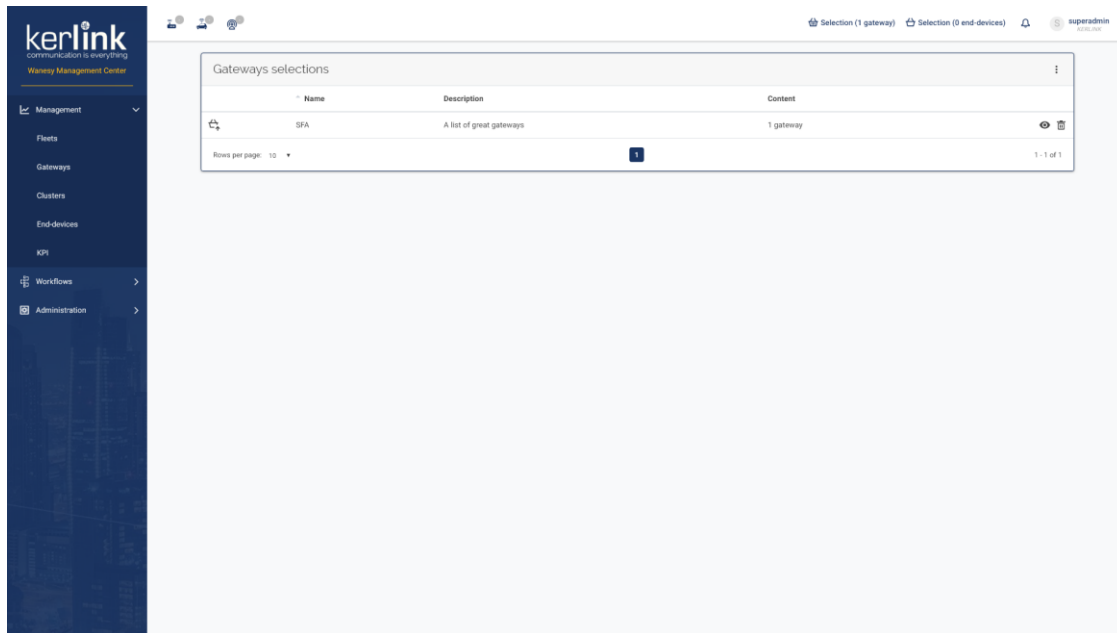 kerlink
communication is everything
Wanesy Management Center
Management
Fleets
Gateways
Clusters
End-devices
KPI
Workflows
Administration
Selection (1 gateway) Selection (0 end-devices) S superadmin
KERLINK
Gateways selections
Name Description Content
SFA A list of great gateways 1 gateway
Rows per page: 10 1 1 - 1 of 1